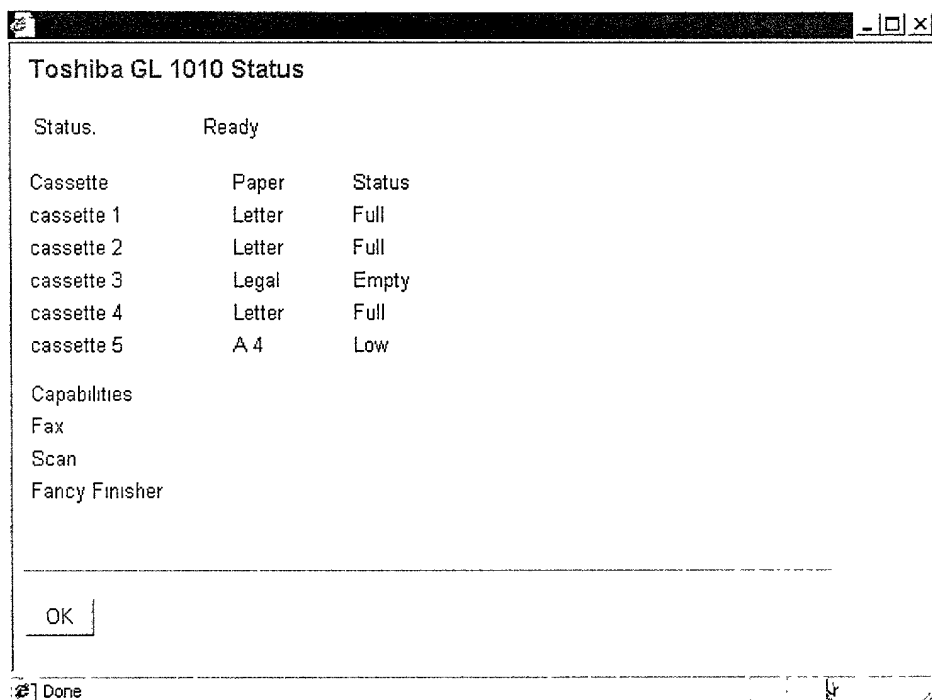 Toshiba GL 1010 Status
Status. Ready
Cassette Paper Status
cassette 1 Letter Full
cassette 2 Letter Full
cassette 3 Legal Empty
cassette 4 Letter Full
cassette 5 A 4 Low
Capabilities
Fax
Scan
Fancy Finisher
OK
Done